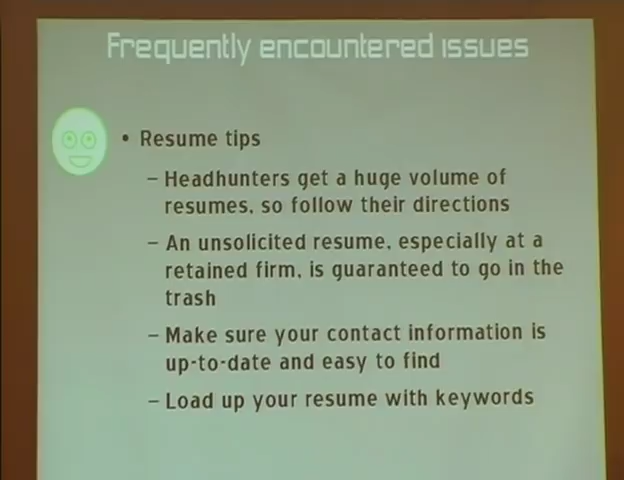 Frequently encountered issues
• Resume tips
– Headhunters get a huge volume of
resumes, so follow their directions
– An unsolicited resume, especially at a
retained firm, is guaranteed to go in the
trash
– Make sure your contact information is
up-to-date and easy to find
– Load up your resume with keywords